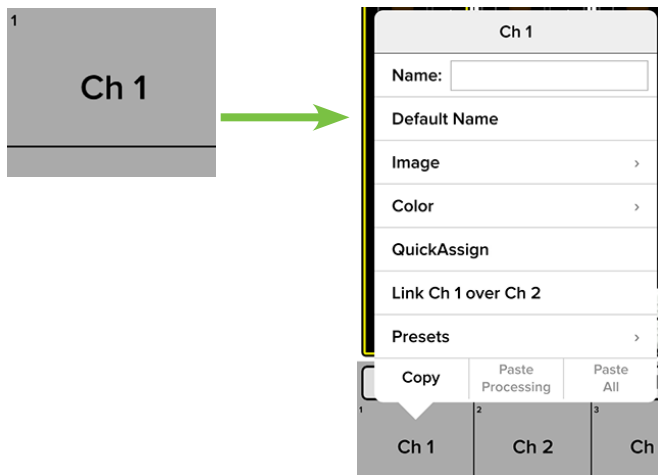 1
Ch 1
Ch 1
Name:
Default Name
Image
Color
QuickAssign
Link Ch 1 over Ch 2
Presets
Copy
Paste
Processing
Paste
All
1
Ch 1
2
Ch 2
3
Ch